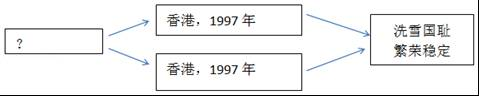 ?
香港，1997 年
香港，1997 年
洗雪国耻
繁荣稳定